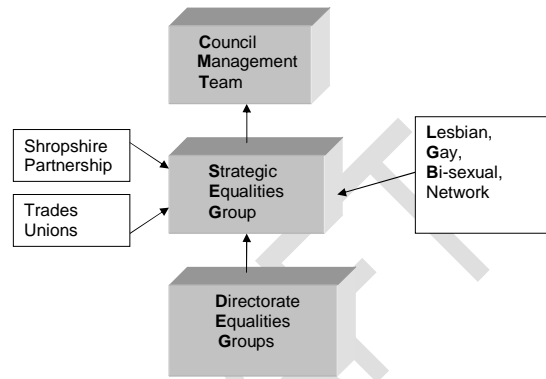 Council
Management
Team
Shropshire
Partnership
Trades
Unions
Strategic
Equalities
Group
Lesbian,
Gay,
Bi-sexual,
Network
Directorate
Equalities
Groups